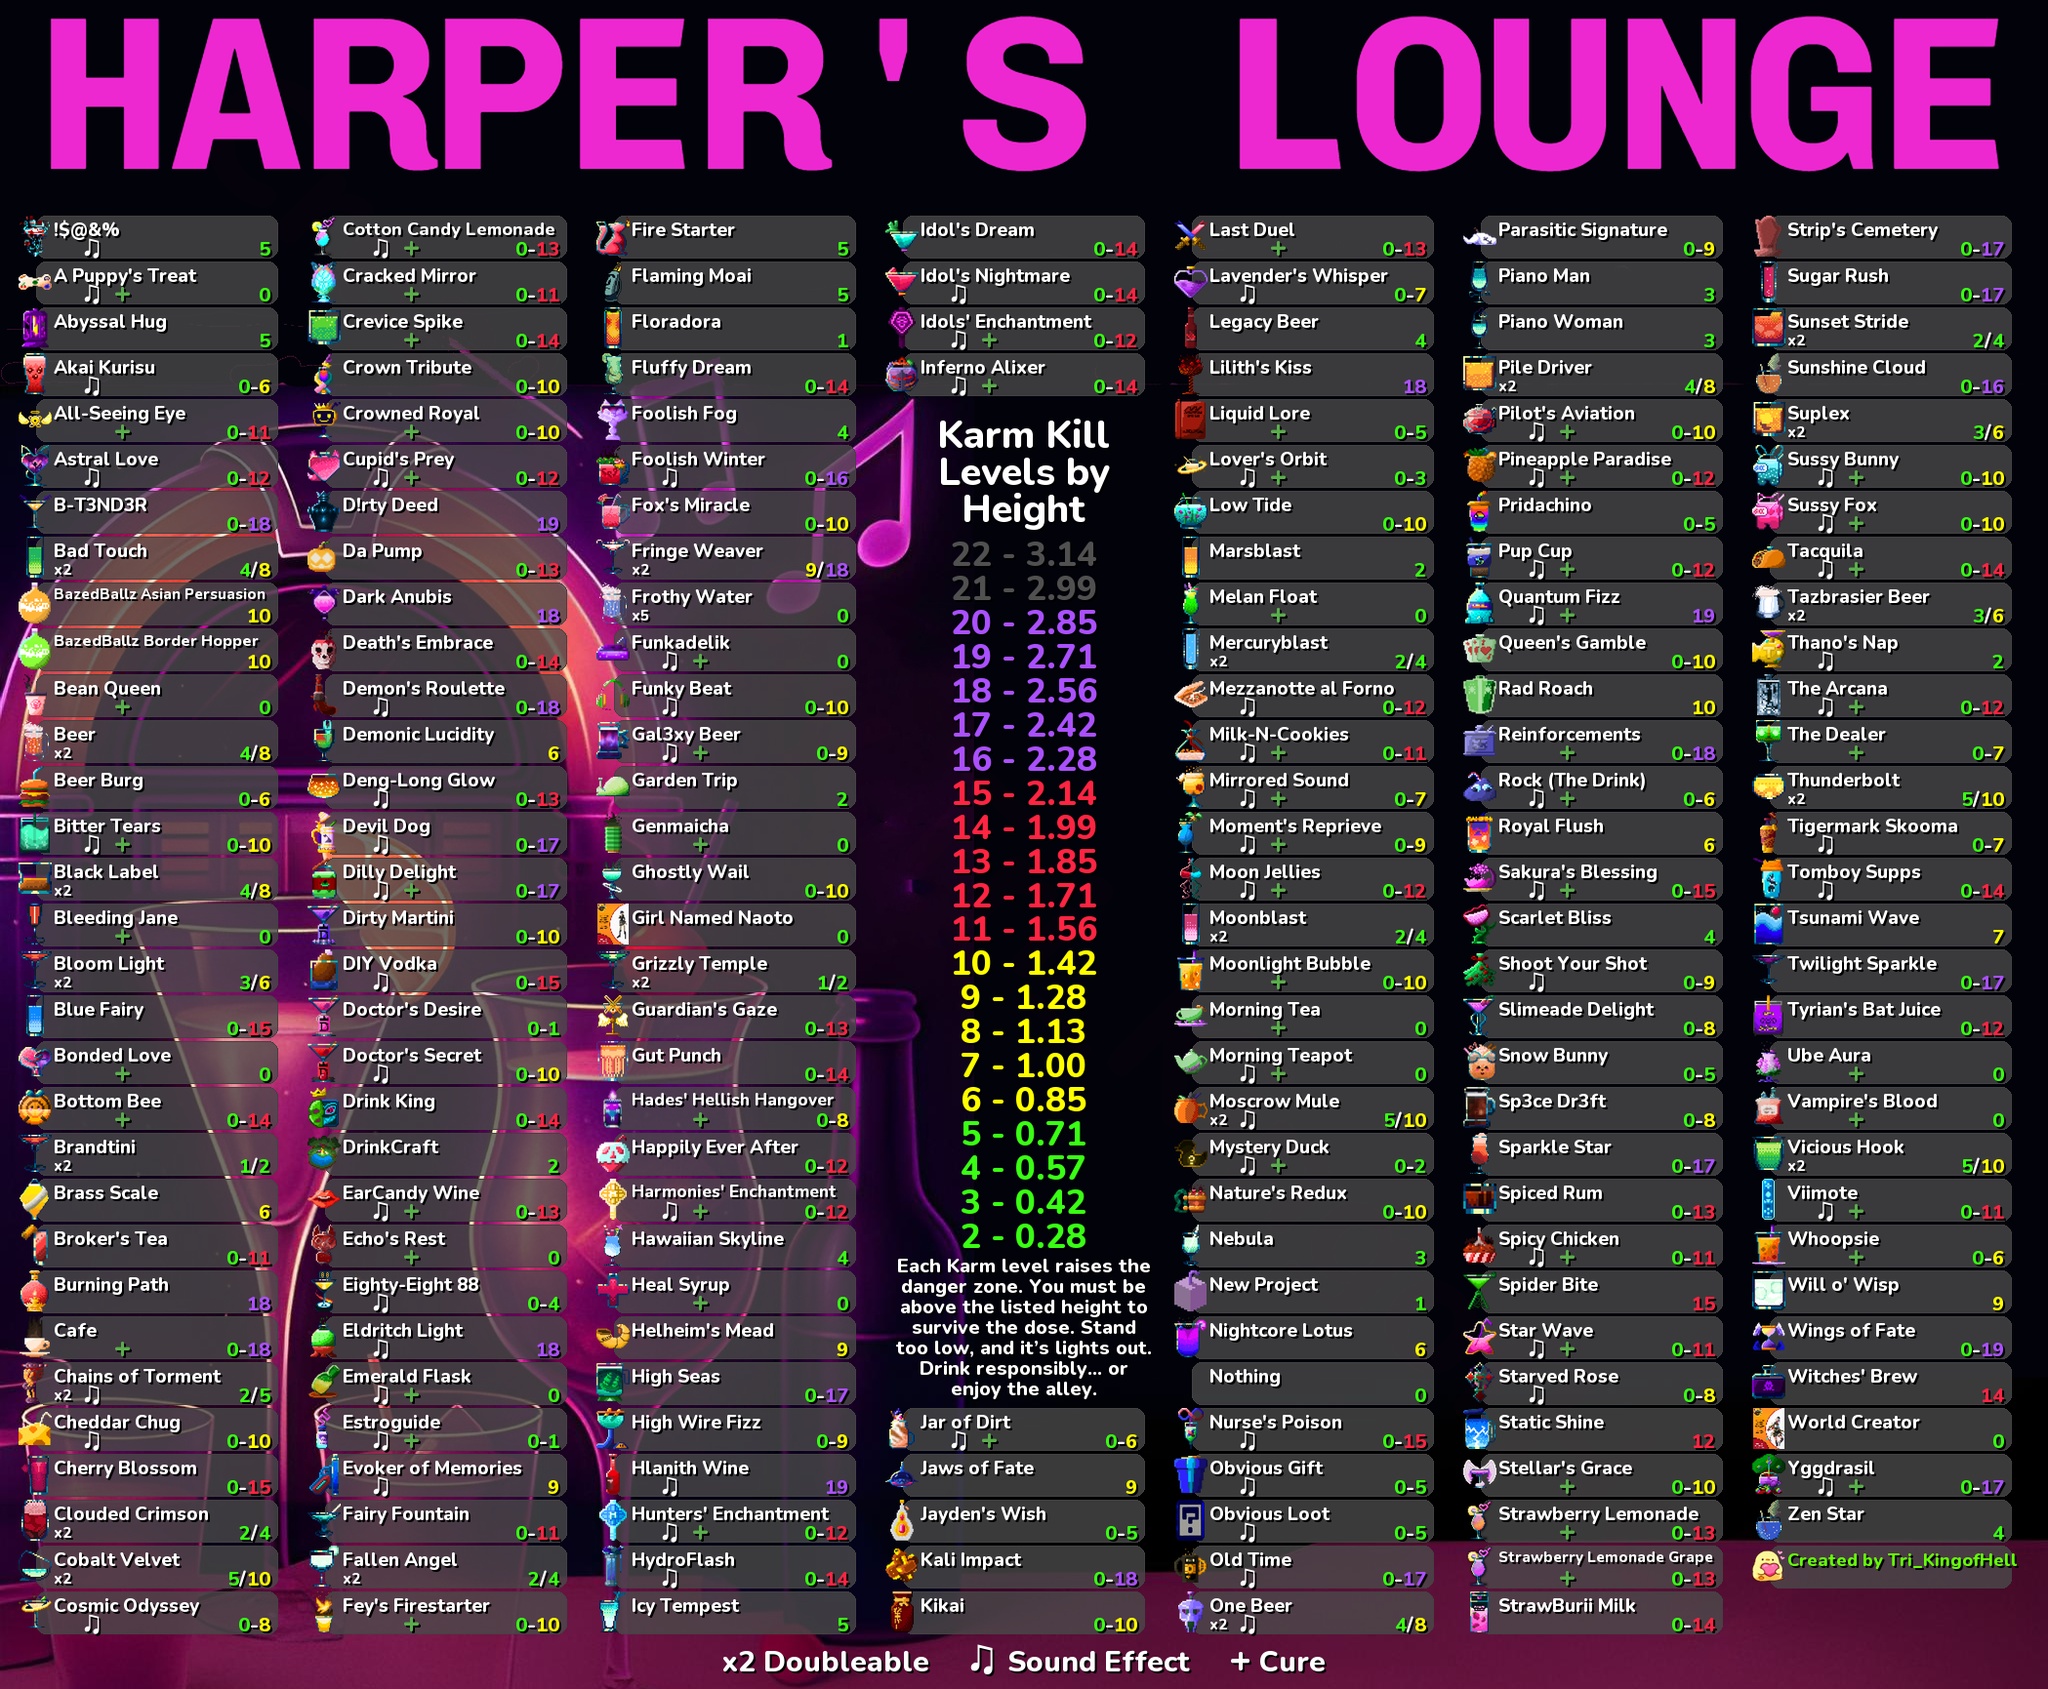 HARPER'S LOUNGE
!$@&%
♫ 5
A Puppy's Treat
♫ + 0
Abyssal Hug
5
Akai Kurisu
♫ 0-6
All-Seeing Eye
+ 0-11
Astral Love
♫ 0-12
B-T3ND3R
0-18
Bad Touch
x2 4/8
BazedBallz Asian Persuasion
10
BazedBallz Border Hopper
10
Bean Queen
+ 0
Beer
x2 4/8
Beer Burg
0-6
Bitter Tears
♫ + 0-10
Black Label
x2 4/8
Bleeding Jane
+ 0
Bloom Light
x2 3/6
Blue Fairy
0-15
Bonded Love
+ 0
Bottom Bee
+ 0-14
Brandtini
x2 1/2
Brass Scale
6
Broker's Tea
0-11
Burning Path
18
Cafe
+ 0-18
Chains of Torment
x2 ♫ 2/5
Cheddar Chug
♫ 0-10
Cherry Blossom
0-15
Clouded Crimson
x2 2/4
Cobalt Velvet
x2 5/10
Cosmic Odyssey
♫ 0-8
Cotton Candy Lemonade
♫ + 0-13
Cracked Mirror
+ 0-11
Crevice Spike
+ 0-14
Crown Tribute
0-10
Crowned Royal
+ 0-10
Cupid's Prey
♫ + 0-12
D!rty Deed
19
Da Pump
0-13
Dark Anubis
18
Death's Embrace
0-14
Demon's Roulette
♫ 0-18
Demonic Lucidity
6
Deng-Long Glow
♫ 0-13
Devil Dog
♫ 0-17
Dilly Delight
♫ + 0-17
Dirty Martini
0-10
DIY Vodka
♫ 0-15
Doctor's Desire
0-1
Doctor's Secret
♫ 0-10
Drink King
0-14
DrinkCraft
2
EarCandy Wine
♫ + 0-13
Echo's Rest
+ 0
Eighty-Eight 88
♫ 0-4
Eldritch Light
♫ 18
Emerald Flask
♫ + 0
Estroguide
♫ + 0-1
Evoker of Memories
♫ 9
Fairy Fountain
0-11
Fallen Angel
x2 2/4
Fey's Firestarter
+ 0-10
Fire Starter
5
Flaming Moai
5
Floradora
1
Fluffy Dream
0-14
Foolish Fog
4
Foolish Winter
♫ 0-16
Fox's Miracle
0-10
Fringe Weaver
x2 9/18
Frothy Water
x5 0
Funkadelik
♫ + 0
Funky Beat
♫ 0-10
Gal3xy Beer
♫ + 0-9
Garden Trip
2
Genmaicha
+ 0
Ghostly Wail
0-10
Girl Named Naoto
0
Grizzly Temple
x2 1/2
Guardian's Gaze
0-13
Gut Punch
0-14
Hades' Hellish Hangover
+ 0-8
Happily Ever After
0-12
Harmonies' Enchantment
♫ + 0-12
Hawaiian Skyline
4
Heal Syrup
+ 0
Helheim's Mead
9
High Seas
0-17
High Wire Fizz
0-9
Hlanith Wine
19
Hunters' Enchantment
♫ + 0-12
HydroFlash
♫ 0-14
Icy Tempest
5
Idol's Dream
0-14
Idol's Nightmare
♫ 0-14
Idols' Enchantment
♫ + 0-12
Inferno Alixer
♫ + 0-14
Karm Kill
Levels by
Height
22 - 3.14
21 - 2.99
20 - 2.85
19 - 2.71
18 - 2.56
17 - 2.42
16 - 2.28
15 - 2.14
14 - 1.99
13 - 1.85
12 - 1.71
11 - 1.56
10 - 1.42
9 - 1.28
8 - 1.13
7 - 1.00
6 - 0.85
5 - 0.71
4 - 0.57
3 - 0.42
2 - 0.28
Each Karm level raises the
danger zone. You must be
above the listed height to
survive the dose. Stand
too low, and it's lights out.
Drink responsibly... or
enjoy the alley.
Jar of Dirt
♫ + 0-6
Jaws of Fate
9
Jayden's Wish
0-5
Kali Impact
0-18
Kikai
0-10
Last Duel
+ 0-13
Lavender's Whisper
♫ 0-7
Legacy Beer
4
Lilith's Kiss
18
Liquid Lore
+ 0-5
Lover's Orbit
♫ + 0-3
Low Tide
0-10
Marsblast
2
Melan Float
+ 0
Mercuryblast
x2 2/4
Mezzanotte al Forno
♫ 0-12
Milk-N-Cookies
♫ + 0-11
Mirrored Sound
♫ + 0-7
Moment's Reprieve
♫ + 0-9
Moon Jellies
♫ + 0-12
Moonblast
x2 2/4
Moonlight Bubble
+ 0-10
Morning Tea
+ 0
Morning Teapot
♫ + 0
Moscrow Mule
x2 ♫ 5/10
Mystery Duck
♫ + 0-2
Nature's Redux
0-10
Nebula
3
New Project
1
Nightcore Lotus
6
Nothing
0
Nurse's Poison
♫ 0-15
Obvious Gift
♫ 0-5
Obvious Loot
♫ 0-5
Old Time
♫ 0-17
One Beer
x2 ♫ 4/8
Parasitic Signature
0-9
Piano Man
3
Piano Woman
3
Pile Driver
x2 4/8
Pilot's Aviation
♫ + 0-10
Pineapple Paradise
♫ + 0-12
Pridachino
0-5
Pup Cup
♫ + 0-12
Quantum Fizz
♫ + 19
Queen's Gamble
0-10
Rad Roach
10
Reinforcements
+ 0-18
Rock (The Drink)
♫ + 0-6
Royal Flush
6
Sakura's Blessing
♫ + 0-15
Scarlet Bliss
4
Shoot Your Shot
♫ 0-9
Slimeade Delight
0-8
Snow Bunny
0-5
Sp3ce Dr3ft
0-8
Sparkle Star
0-17
Spiced Rum
0-13
Spicy Chicken
♫ + 0-11
Spider Bite
15
Star Wave
♫ + 0-11
Starved Rose
♫ 0-8
Static Shine
12
Stellar's Grace
+ 0-10
Strawberry Lemonade
+ 0-13
Strawberry Lemonade Grape
+ 0-13
StrawBurii Milk
0-14
Strip's Cemetery
0-17
Sugar Rush
0-17
Sunset Stride
x2 2/4
Sunshine Cloud
0-16
Suplex
x2 3/6
Sussy Bunny
♫ + 0-10
Sussy Fox
♫ + 0-10
Tacquila
♫ + 0-14
Tazbrasier Beer
x2 3/6
Thano's Nap
♫ 2
The Arcana
♫ + 0-12
The Dealer
+ 0-7
Thunderbolt
x2 5/10
Tigermark Skooma
♫ 0-7
Tomboy Supps
♫ 0-14
Tsunami Wave
7
Twilight Sparkle
0-17
Tyrian's Bat Juice
0-12
Ube Aura
+ 0
Vampire's Blood
+ 0
Vicious Hook
x2 5/10
Viimote
♫ + 0-11
Whoopsie
+ 0-6
Will o' Wisp
9
Wings of Fate
0-19
Witches' Brew
14
World Creator
0
Yggdrasil
♫ + 0-17
Zen Star
4
Created by Tri_KingofHell
x2 Doubleable ♫ Sound Effect + Cure